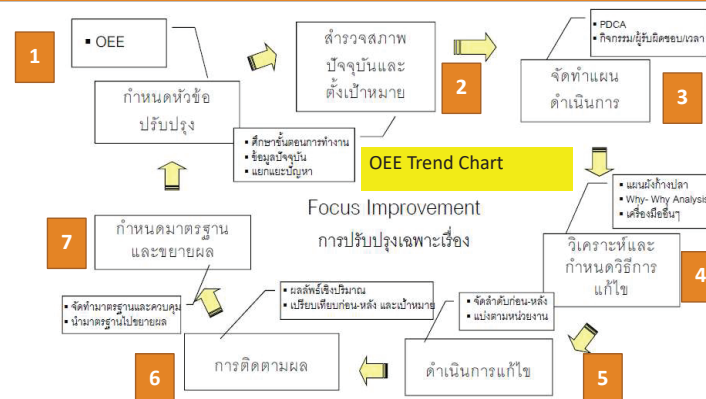 1
▪ OEE
กำหนดหัวข้อ
ปรับปรุง
สำรวจสภาพ
ปัจจุบันและ
ตั้งเป้าหมาย
2
▪ ศึกษาขั้นตอนการทำงาน
▪ ข้อมูลปัจจุบัน
▪ แยกแยะปัญหา
▪ PDCA
▪ กิจกรรม/ผู้รับผิดชอบ/เวลา
จัดทำแผน
ดำเนินการ
3
OEE Trend Chart
Focus Improvement
การปรับปรุงเฉพาะเรื่อง
▪ แผนผังก้างปลา
▪ Why- Why Analysis
▪ เครื่องมืออื่นๆ
วิเคราะห์และ
กำหนดวิธีการ
แก้ไข
4
▪ จัดลำดับก่อน-หลัง
▪ แบ่งตามหน่วยงาน
ดำเนินการแก้ไข
5
▪ ผลลัพธ์เชิงปริมาณ
▪ เปรียบเทียบก่อน-หลัง และเป้าหมาย
การติดตามผล
6
7
กำหนดมาตรฐาน
และขยายผล
▪ จัดทำมาตรฐานและควบคุม
▪ นำมาตรฐานไปขยายผล